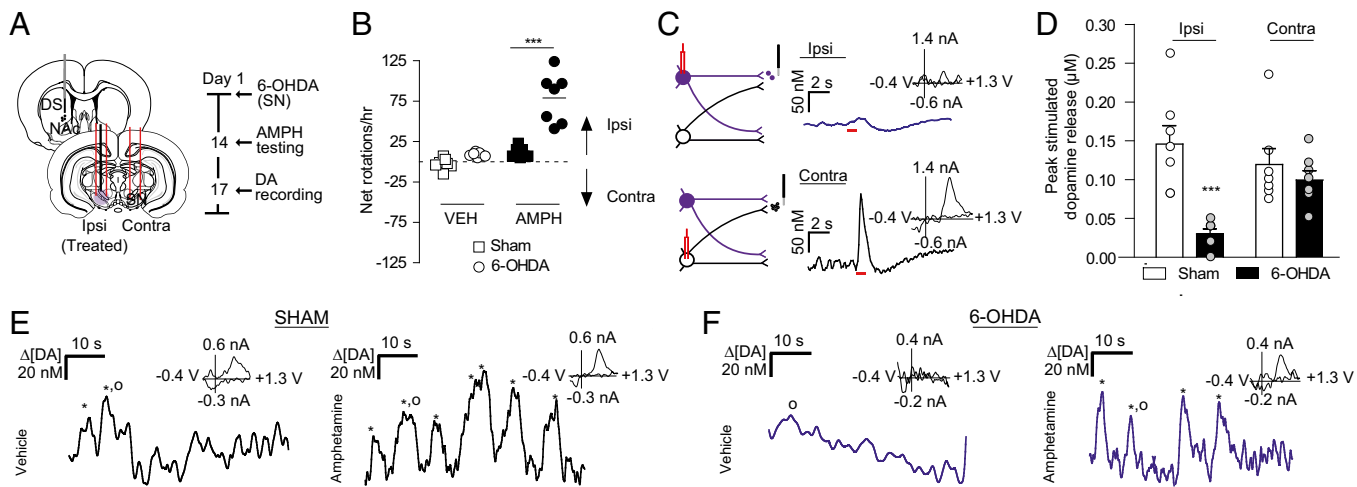 A
DS
NAc
SN
Ipsi
Contra
(Treated)
Day 1
6-OHDA
(SN)
14
AMPH
testing
17
DA
recording
B
Net rotations/hr
125
75
25
-25
-75
-125
***
Ipsi
Contra
VEH
AMPH
Sham
6-OHDA
C
Ipsi
2 s
50 nM
1.4 nA
-0.4 V
+1.3 V
-0.6 nA
Contra
2 s
50 nM
1.4 nA
-0.4 V
+1.3 V
-0.6 nA
D
Peak stimulated
dopamine release (µM)
0.30
0.25
0.20
0.15
0.10
0.05
0.00
Ipsi
Contra
***
Sham
6-OHDA
E
SHAM
10 s
Δ[DA]
20 nM
0.6 nA
-0.4 V
+1.3 V
-0.3 nA
*
*,o
Vehicle
10 s
Δ[DA]
20 nM
0.6 nA
-0.4 V
+1.3 V
-0.3 nA
*
*,o
*
*
*
*
*
Amphetamine
F
6-OHDA
10 s
Δ[DA]
20 nM
0.4 nA
-0.4 V
+1.3 V
-0.2 nA
o
Vehicle
10 s
Δ[DA]
20 nM
0.4 nA
-0.4 V
+1.3 V
-0.2 nA
*
*,o
*
*
Amphetamine